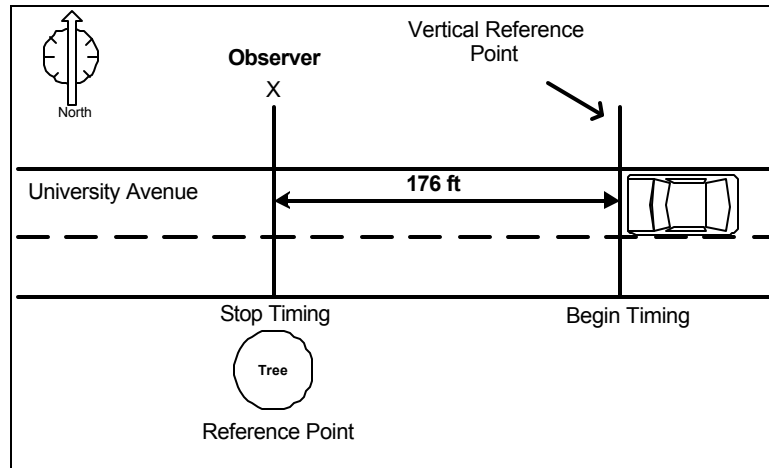 North
Observer
X
Vertical Reference
Point
University Avenue
176 ft
Stop Timing
Begin Timing
Tree
Reference Point